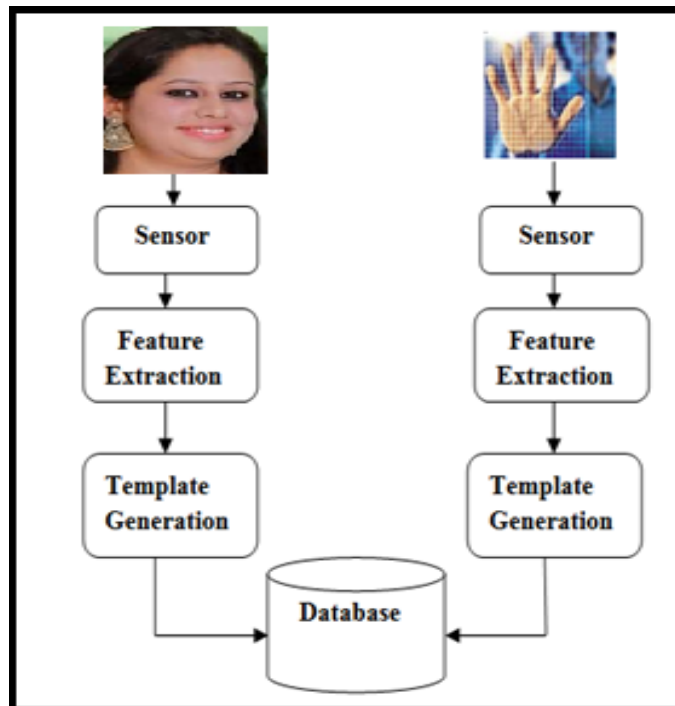 Sensor
Feature
Extraction
Template
Generation
Sensor
Feature
Extraction
Template
Generation
Database